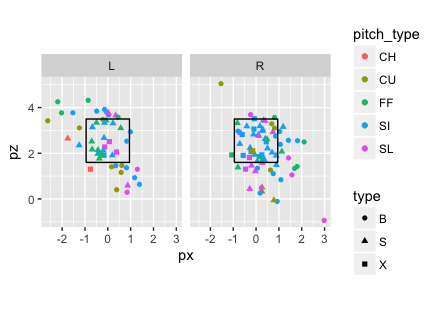 L R
4
2
0
-2 -1 0 1 2 3 -2 -1 0 1 2 3
px
pz
pitch_type
CH
CU
FF
SI
SL
type
B
S
X